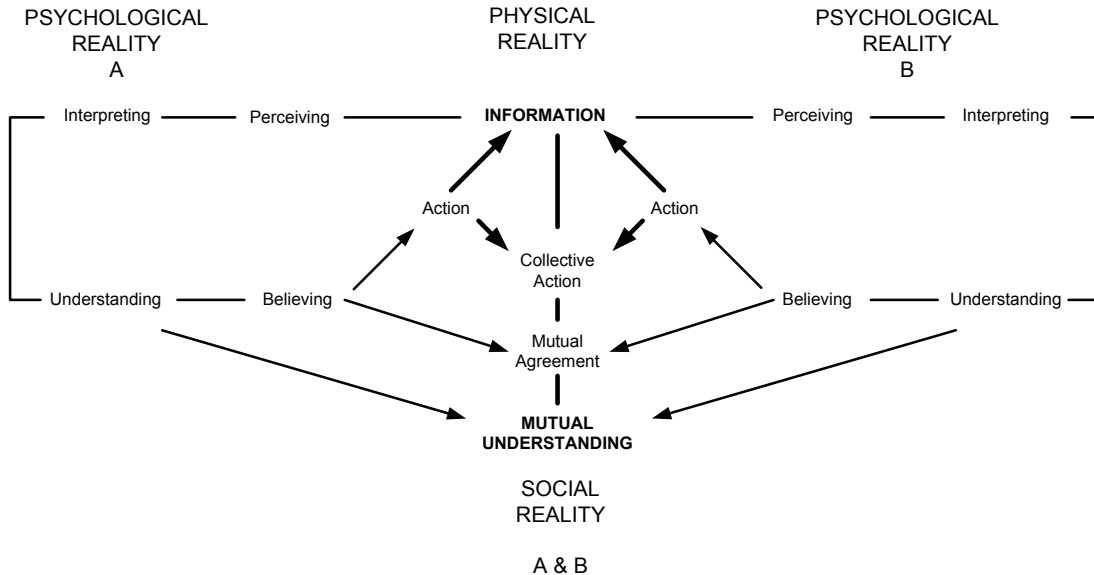 PSYCHOLOGICAL
REALITY
A
PHYSICAL
REALITY
PSYCHOLOGICAL
REALITY
B
Interpreting
Perceiving
INFORMATION
Perceiving
Interpreting
Action
Action
Collective
Action
Understanding
Believing
Believing
Understanding
Mutual
Agreement
MUTUAL
UNDERSTANDING
SOCIAL
REALITY
A & B